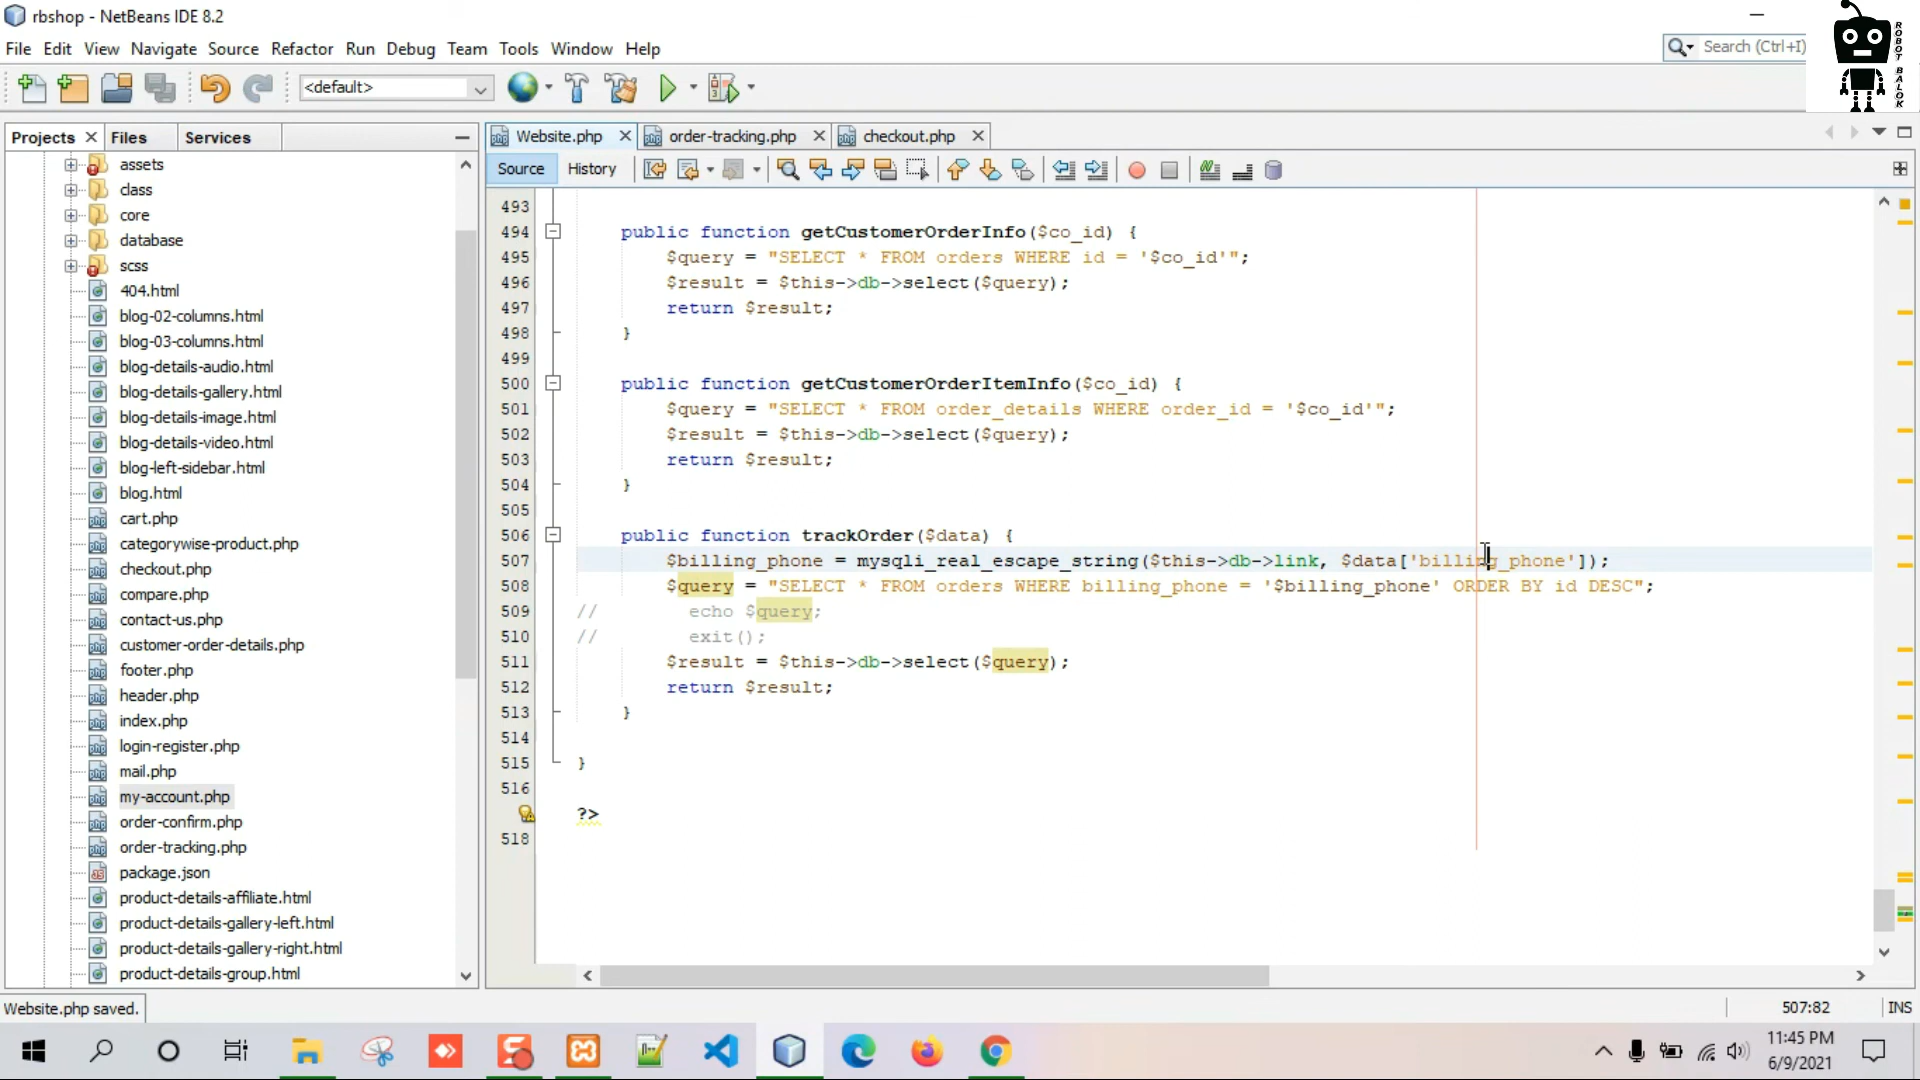 rbshop - NetBeans IDE 8.2
File Edit View Navigate Source Refactor Run Debug Team Tools Window Help
Search (Ctrl+I)
ROBOT BALOK
<default>
Projects Files Services
Website.php order-tracking.php checkout.php
Source History
assets
class
core
database
scss
404.html
blog-02-columns.html
blog-03-columns.html
blog-details-audio.html
blog-details-gallery.html
blog-details-image.html
blog-details-video.html
blog-left-sidebar.html
blog.html
cart.php
categorywise-product.php
checkout.php
compare.php
contact-us.php
customer-order-details.php
footer.php
header.php
index.php
login-register.php
mail.php
my-account.php
order-confirm.php
order-tracking.php
package.json
product-details-affiliate.html
product-details-gallery-left.html
product-details-gallery-right.html
product-details-group.html
493
494 public function getCustomerOrderInfo($co_id) {
495 $query = "SELECT * FROM orders WHERE id = '$co_id'";
496 $result = $this->db->select($query);
497 return $result;
498 }
499
500 public function getCustomerOrderItemInfo($co_id) {
501 $query = "SELECT * FROM order_details WHERE order_id = '$co_id'";
502 $result = $this->db->select($query);
503 return $result;
504 }
505
506 public function trackOrder($data) {
507 $billing_phone = mysqli_real_escape_string($this->db->link, $data['billing_phone']);
508 $query = "SELECT * FROM orders WHERE billing_phone = '$billing_phone' ORDER BY id DESC";
509 // echo $query;
510 // exit();
511 $result = $this->db->select($query);
512 return $result;
513 }
514
515 }
516
?>
518
Website.php saved.
507:82 INS
11:45 PM
6/9/2021